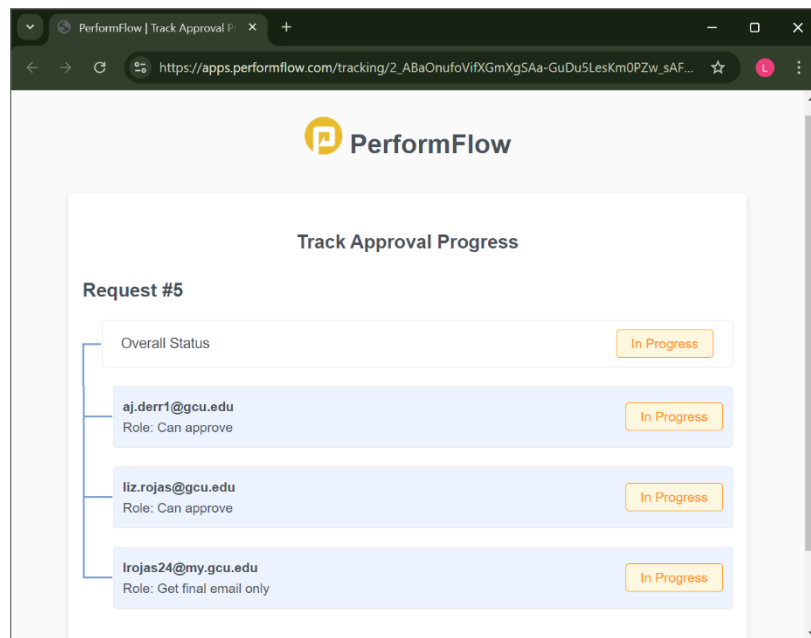 PerformFlow | Track Approval P
https://apps.performflow.com/tracking/2_ABaOnufoVifXGmXgSAa-GuDu5LesKm0PZw_sAF...
L
PerformFlow
Track Approval Progress
Request #5
Overall Status
In Progress
aj.derr1@gcu.edu
In Progress
Role: Can approve
liz.rojas@gcu.edu
In Progress
Role: Can approve
lrojas24@my.gcu.edu
In Progress
Role: Get final email only